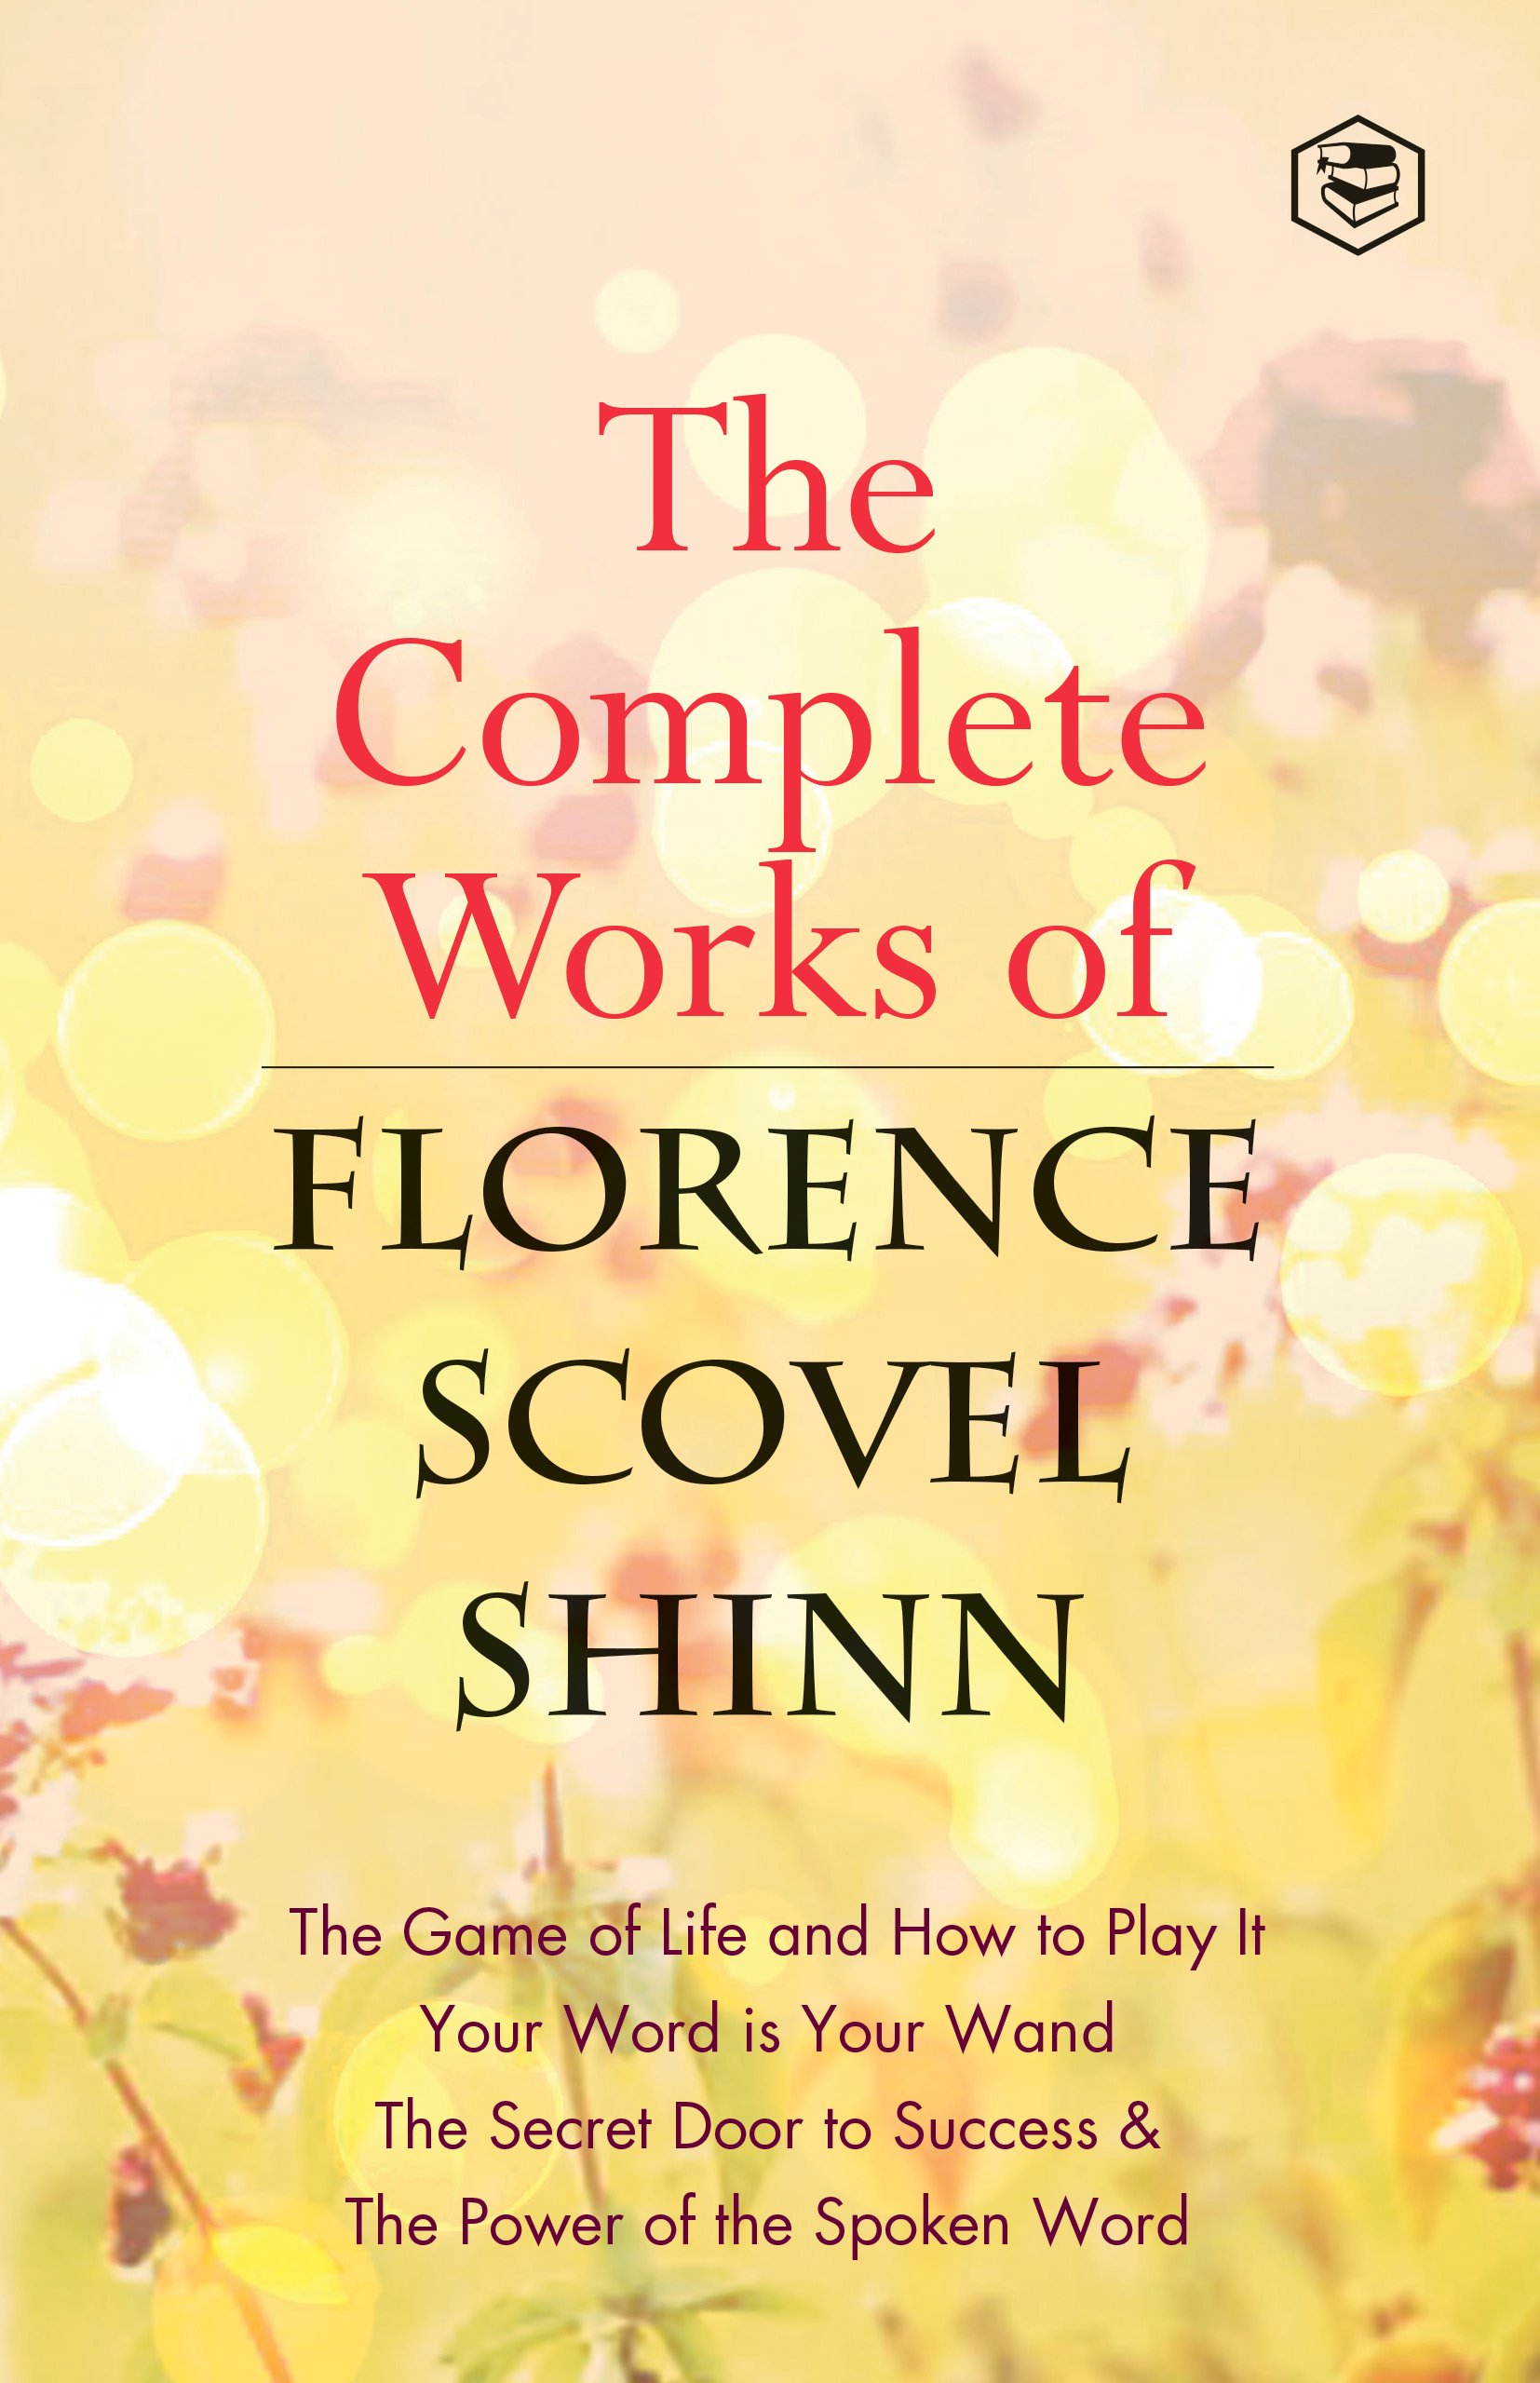 The
Complete
Works of
FLORENCE
SCOVEL
SHINN
The Game of Life and How to Play It
Your Word is Your Wand
The Secret Door to Success &
The Power of the Spoken Word